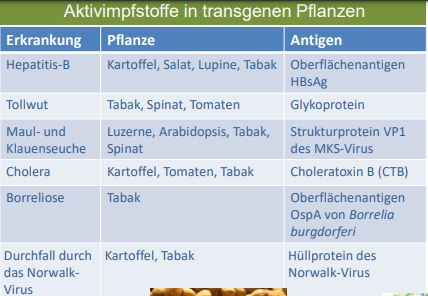 Aktivimpfstoffe in transgenen Pflanzen
Erkrankung Pflanze Antigen
Hepatitis-B Kartoffel, Salat, Lupine, Tabak Oberflächenantigen
HBsAg
Tollwut Tabak, Spinat, Tomaten Glykoprotein
Maul- und Luzerne, Arabidopsis, Tabak, Strukturprotein VP1
Klauenseuche Spinat des MKS-Virus
Cholera Kartoffel, Tomaten, Tabak Choleratoxin B (CTB)
Borreliose Tabak Oberflächenantigen
OspA von Borrelia
burgdorferi
Durchfall durch Kartoffel, Tabak Hüllprotein des
das Norwalk- Norwalk-Virus
Virus